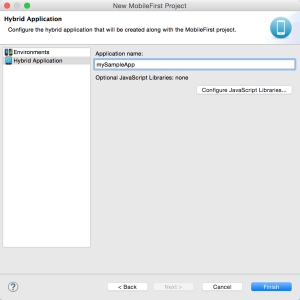 New MobileFirst Project
Hybrid Application
Configure the hybrid application that will be created along with the MobileFirst project.
Environments
Hybrid Application
Application name:
mySampleApp
Optional JavaScript Libraries: none
Configure JavaScript Libraries...
?
< Back
Next >
Cancel
Finish